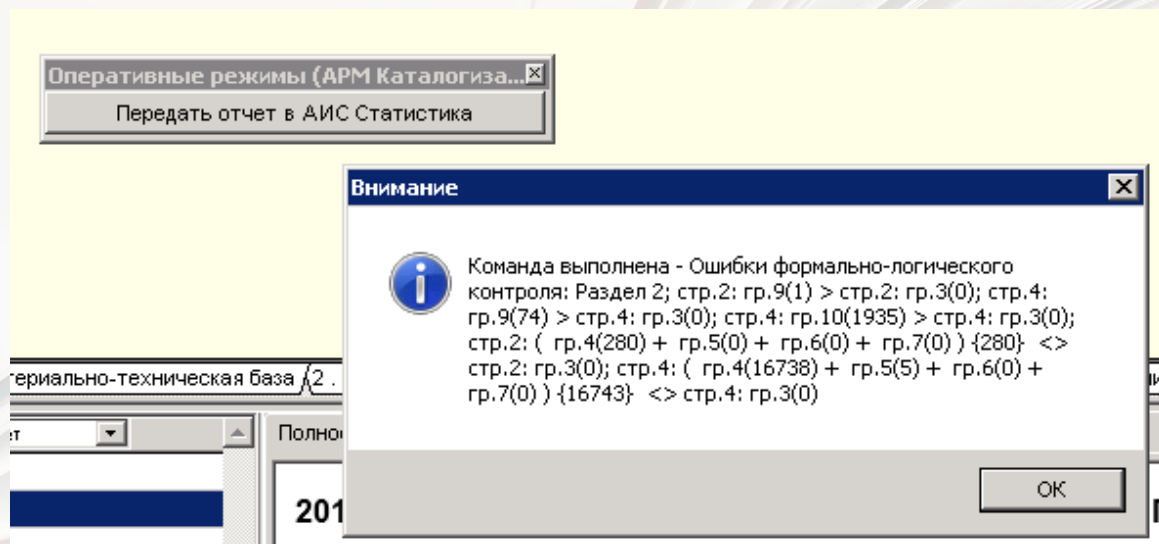 Оперативные режимы (АРМ Каталогиза...
Передать отчет в АИС Статистика
Внимание
Команда выполнена - Ошибки формально-логического
контроля: Раздел 2; стр.2: гр.9(1) > стр.2: гр.3(0); стр.4:
гр.9(74) > стр.4: гр.3(0); стр.4: гр.10(1935) > стр.4: гр.3(0);
стр.2: ( гр.4(280) + гр.5(0) + гр.6(0) + гр.7(0) ) {280} <>
стр.2: гр.3(0); стр.4: ( гр.4(16738) + гр.5(5) + гр.6(0) +
гр.7(0) ) {16743} <> стр.4: гр.3(0)
ОК
териально-техническая база /2 .
ет
Полно
201